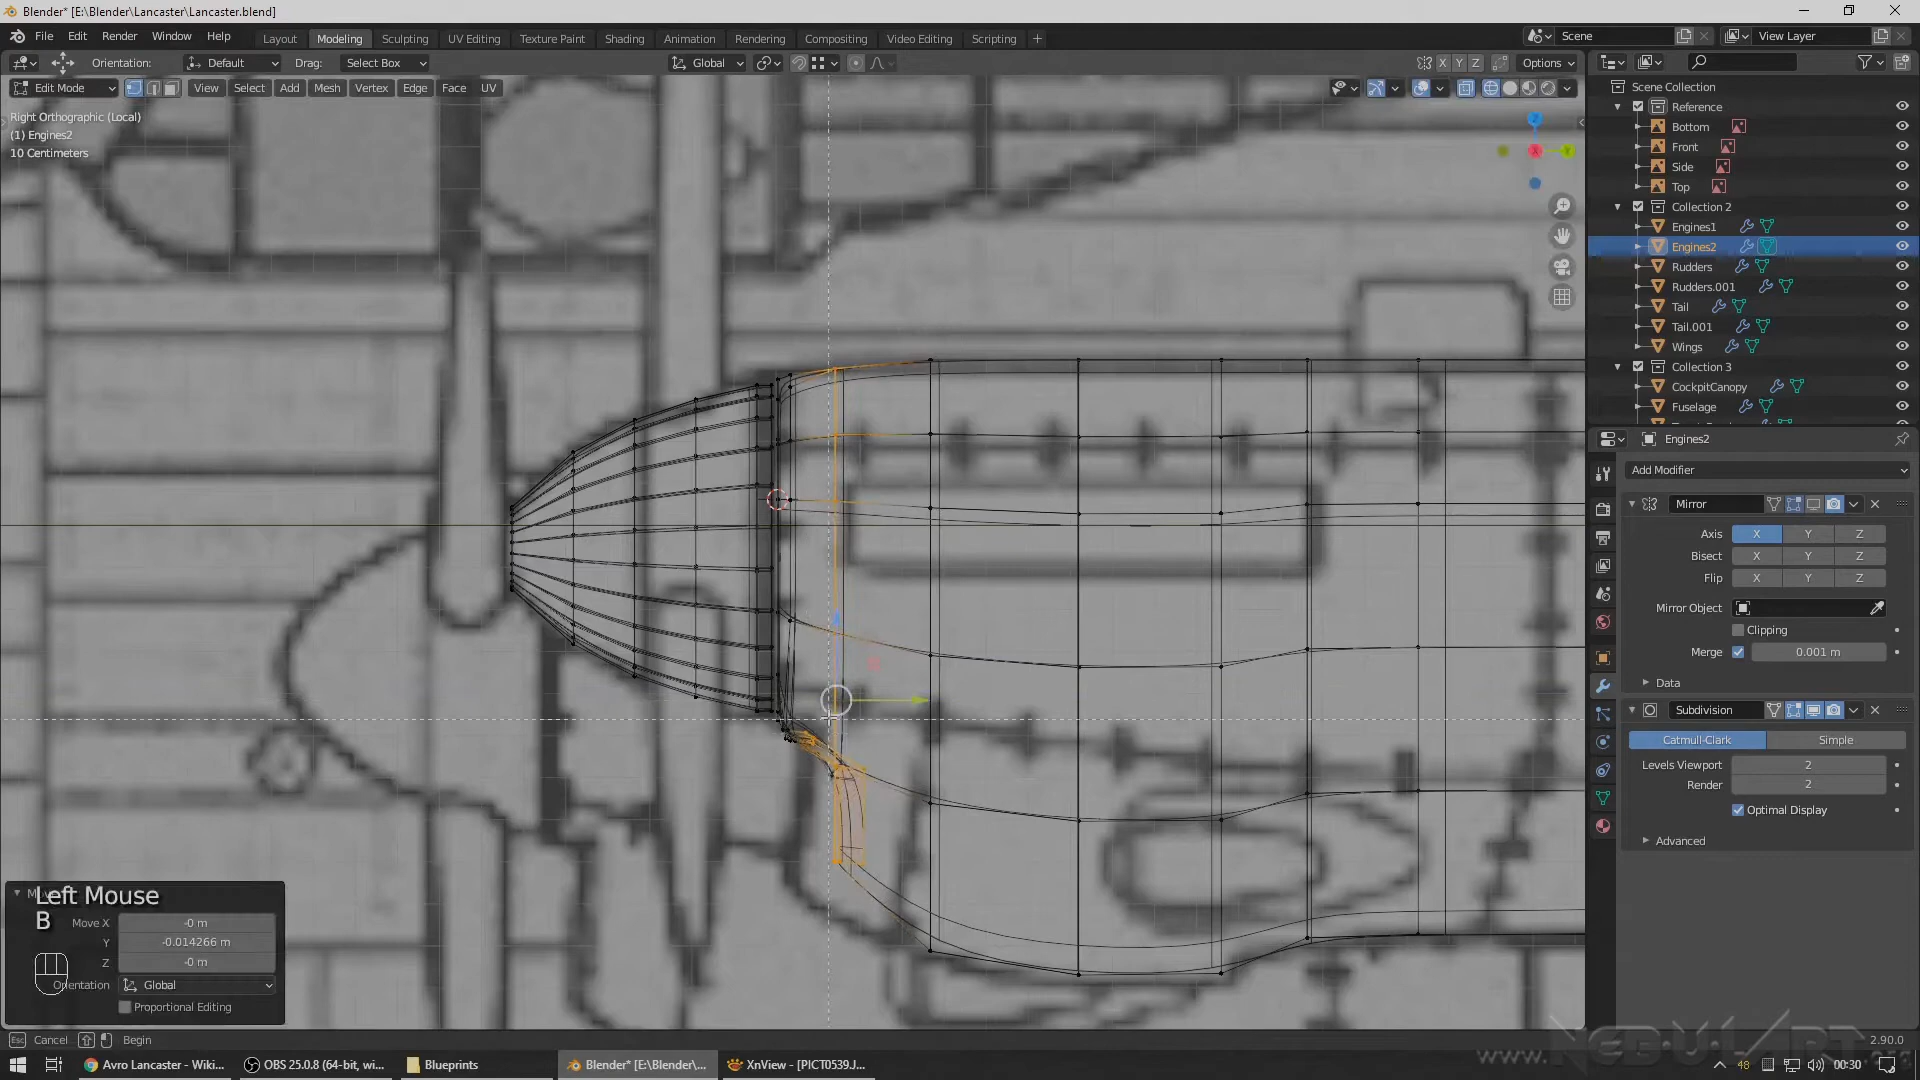 Blender* [E:\Blender\Lancaster\Lancaster.blend]
File Edit Render Window Help
Layout Modeling Sculpting UV Editing Texture Paint Shading Animation Rendering Compositing Video Editing Scripting +
Scene
View Layer
Orientation: Default Drag: Select Box
Global
X Y Z
Options
Edit Mode
View Select Add Mesh Vertex Edge Face UV
Right Orthographic (Local)
(1) Engines2
10 Centimeters
Z
X
Y
Scene Collection
Reference
Bottom
Front
Side
Top
Collection 2
Engines1
Engines2
Rudders
Rudders.001
Tail
Tail.001
Wings
Collection 3
CockpitCanopy
Fuselage
Engines2
Add Modifier
Mirror
Axis X Y Z
Bisect X Y Z
Flip X Y Z
Mirror Object
Clipping
Merge 0.001 m
Data
Subdivision
Catmull-Clark Simple
Levels Viewport 2
Render 2
Optimal Display
Advanced
Left Mouse
B
Move X -0 m
Y -0.014266 m
Z -0 m
Orientation Global
Proportional Editing
Esc Cancel Begin
2.90.0
www.NEBULART.org
Avro Lancaster - Wiki...
OBS 25.0.8 (64-bit, wi...
Blueprints
Blender* [E:\Blender\...
XnView - [PICT0539.J...
48
00:30